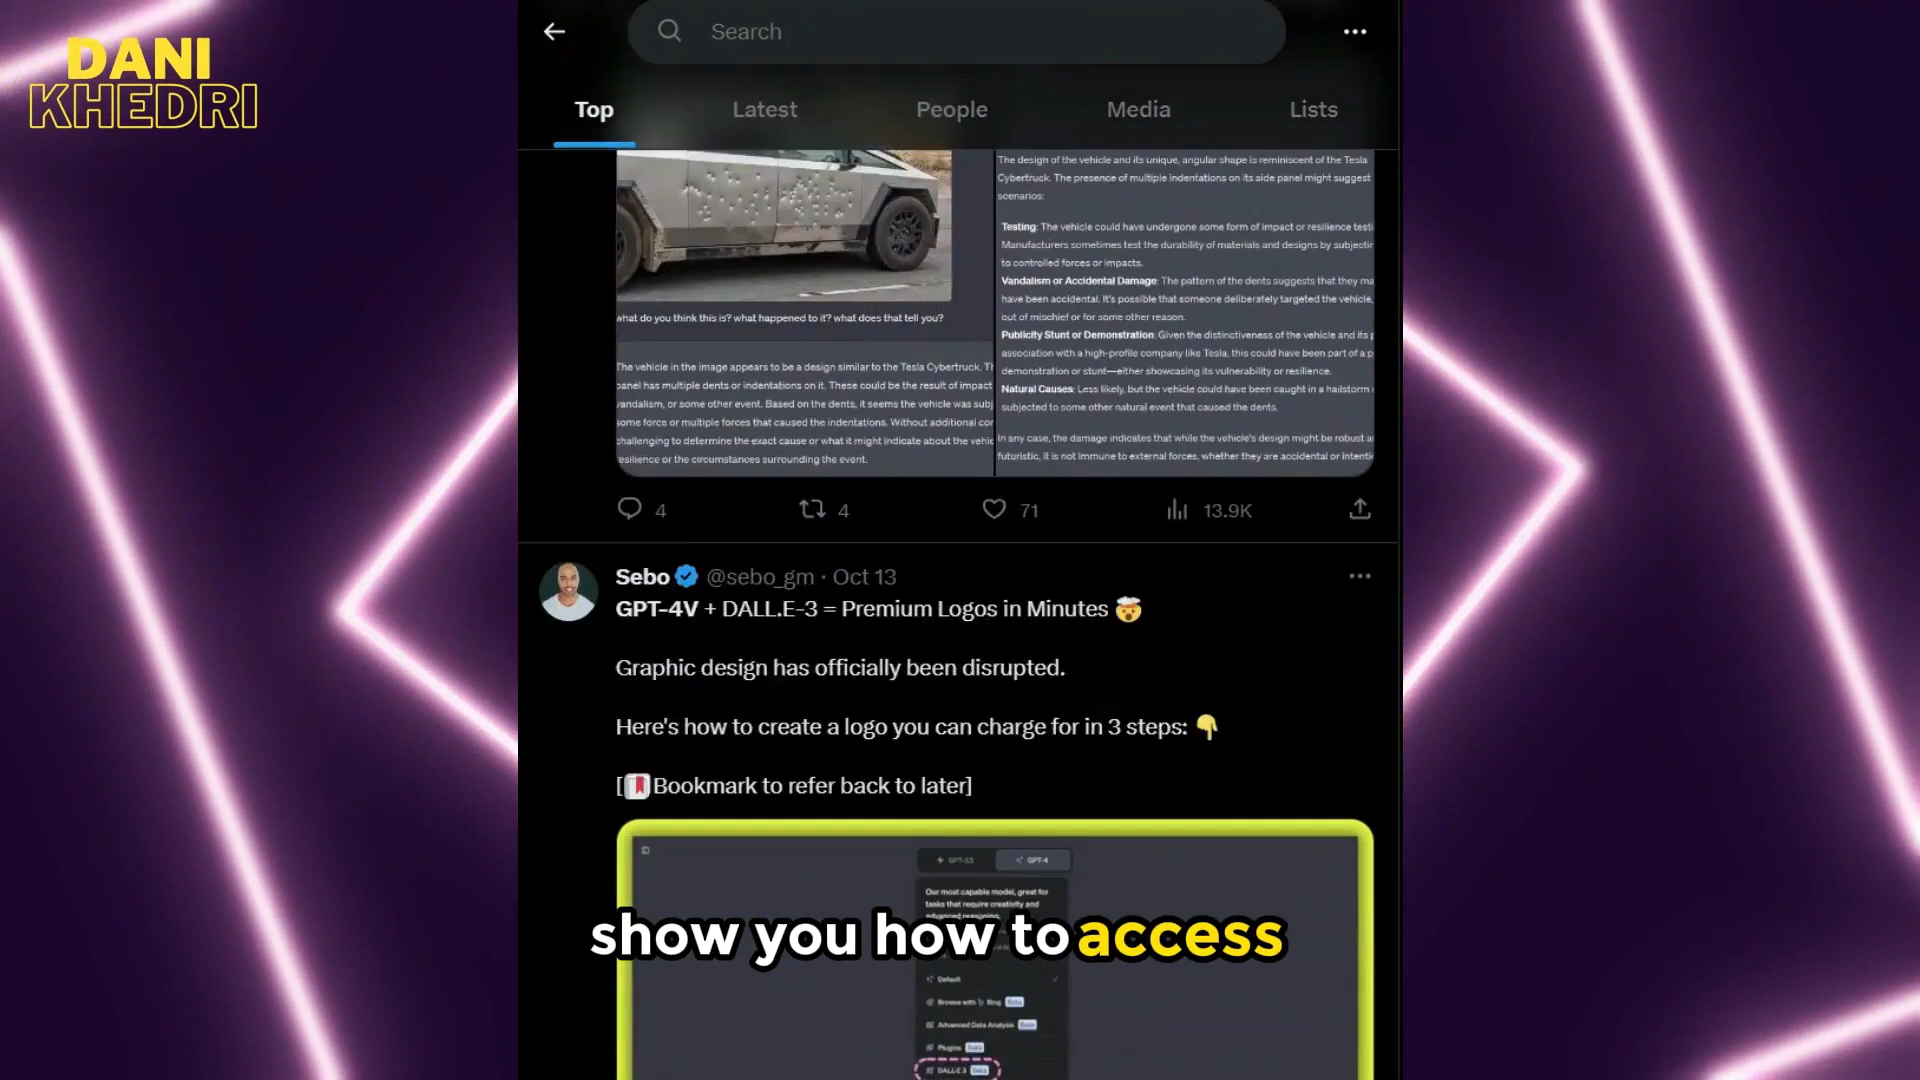 DANI
KHEDRI
Search
Top
Latest
People
Media
Lists
what do you think this is? what happened to it? what does that tell you?
The vehicle in the image appears to be a design similar to the Tesla Cybertruck.
panel has multiple dents or indentations on it. These could be the result of impact
vandalism, or some other event. Based on the dents, it seems the vehicle was
some force or multiple forces that caused the indentations. Without additional
challenging to determine the exact cause or what it might indicate about the
resilience or the circumstances surrounding the event.
The design of the vehicle and its unique, angular shape is reminiscent of the Tesla
Cybertruck. The presence of multiple indentations on its side panel might suggest
scenarios:
Testing: The vehicle could have undergone some form of impact or resilience
Manufacturers sometimes test the durability of materials and designs by
to controlled forces or impacts.
Vandalism or Accidental Damage: The pattern of the dents suggests that they
have been accidental. It's possible that someone deliberately targeted the vehicle,
out of mischief or for some other reason.
Publicity Stunt or Demonstration: Given the distinctiveness of the vehicle and its
association with a high-profile company like Tesla, this could have been part of a
demonstration or stunt—either showcasing its vulnerability or resilience.
Natural Causes: Less likely, but the vehicle could have been caught in a hailstorm
subjected to some other natural event that caused the dents.
In any case, the damage indicates that while the vehicle's design might be robust
futuristic, it is not immune to external forces, whether they are accidental or
4
4
71
13.9K
Sebo @sebo_gm · Oct 13
GPT-4V + DALL.E-3 = Premium Logos in Minutes 🤯
Graphic design has officially been disrupted.
Here's how to create a logo you can charge for in 3 steps: 👇
[🔖Bookmark to refer back to later]
GPT-3.5
GPT-4
Our most capable model, great for
tasks that require creativity and
advanced reasoning.
show you how to access
Default
Browse with Bing Beta
Advanced Data Analysis Beta
Plugins Beta
DALL·E 3 Beta